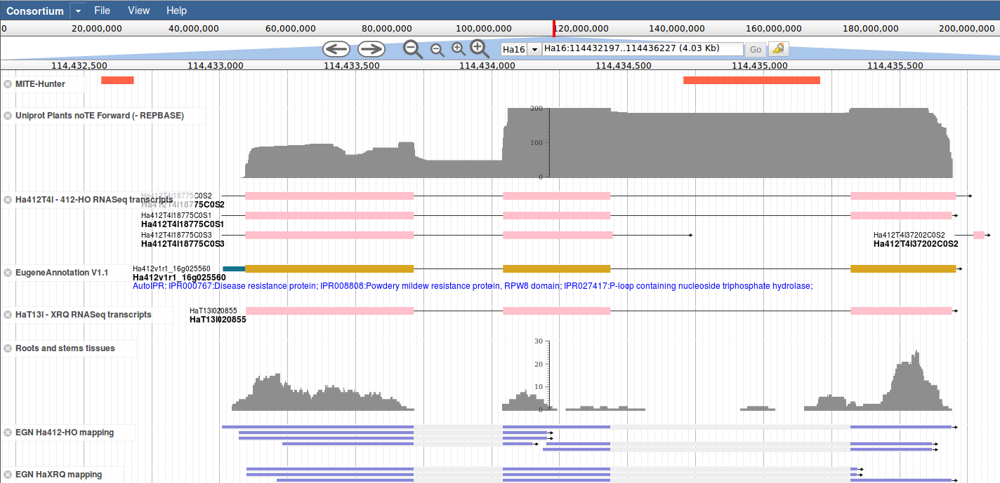 Consortium File View Help
0 20,000,000 40,000,000 60,000,000 80,000,000 100,000,000 120,000,000 140,000,000 160,000,000 180,000,000 200,000,000
Ha16 Ha16:114432197..114436227 (4.03 Kb) Go
114,432,500 114,433,000 114,433,500 114,434,000 114,434,500 114,435,000 114,435,500
MITE-Hunter
Uniprot Plants noTE Forward (- REPBASE)
200
100
0
Ha412T4l18775C0S2
Ha412T4l - 412-HO RNASeq transcripts
Ha412T4l18775C0S2
Ha412T4l18775C0S1
Ha412T4l18775C0S1
Ha412T4l18775C0S3 Ha412T4l37202C0S2
Ha412T4l18775C0S3 Ha412T4l37202C0S2
EugeneAnnotation V1.1
Ha412v1r1_16g025560
Ha412v1r1_16g025560
AutoIPR: IPR000767:Disease resistance protein; IPR008808:Powdery mildew resistance protein, RPW8 domain; IPR027417:P-loop containing nucleoside triphosphate hydrolase;
HaT13l - XRQ RNASeq transcripts
HaT13l020855
HaT13l020855
Roots and stems tissues
30
20
10
0
EGN Ha412-HO mapping
EGN HaXRQ mapping